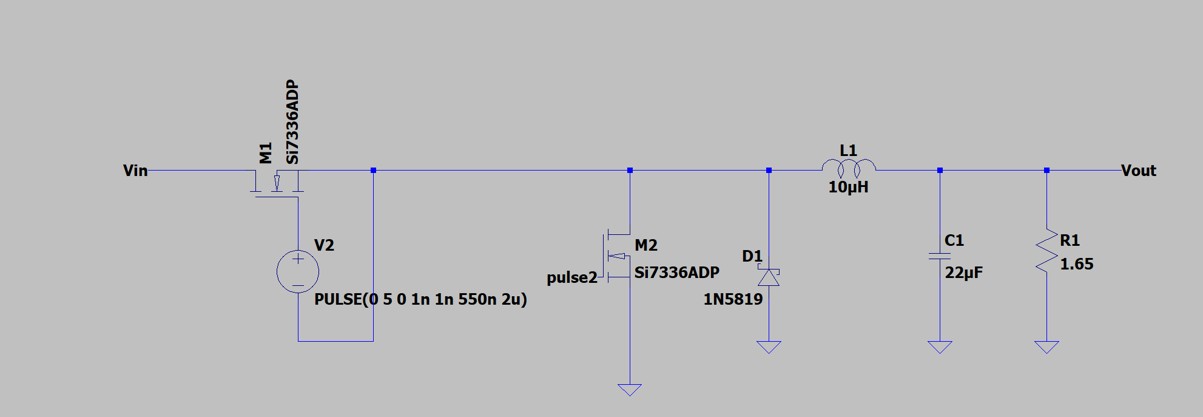 Vin
M1
Si7336ADP
V2
PULSE(0 5 0 1n 1n 550n 2u)
pulse2
M2
Si7336ADP
D1
1N5819
L1
10µH
C1
22µF
R1
1.65
Vout